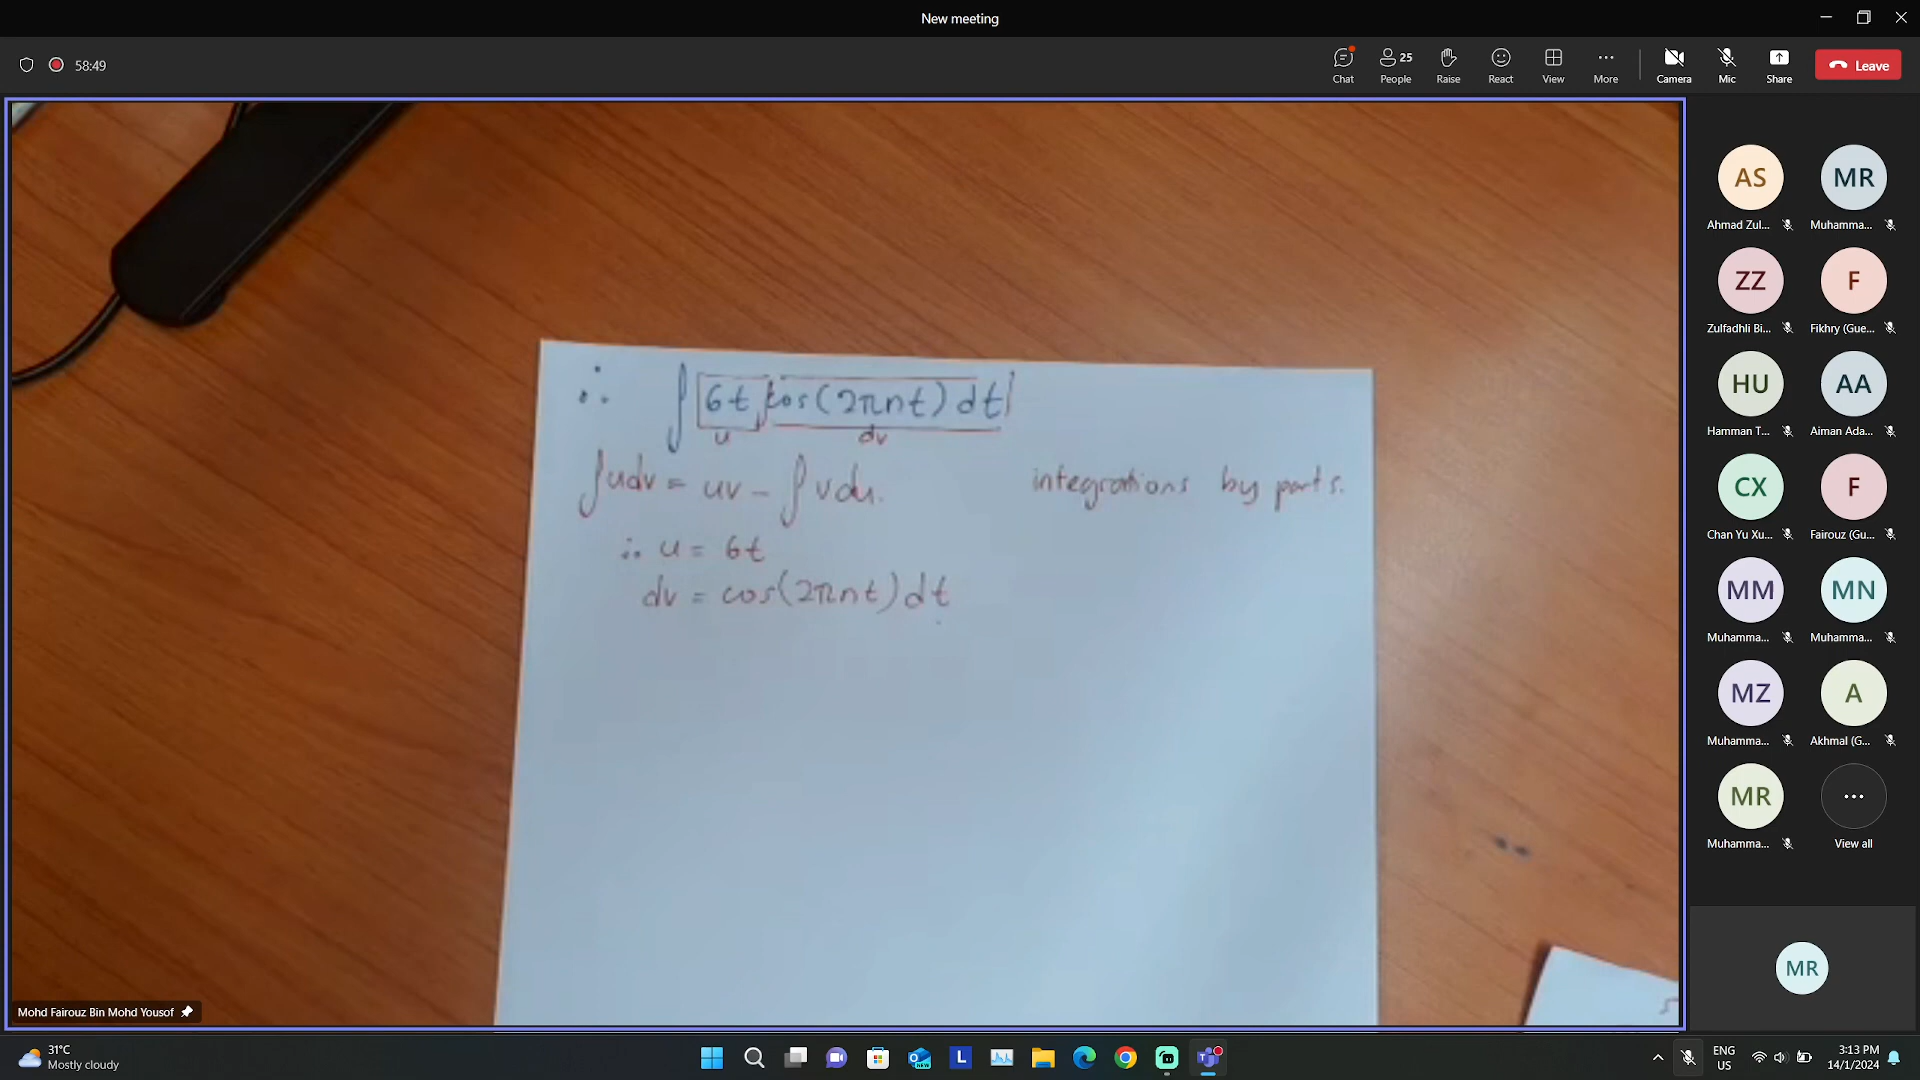 New meeting
58:49
Chat
25
People
Raise
React
View
More
Camera
Mic
Share
Leave
∴ ∫ 6t cos(2πnt) dt
u dv
∫udv = uv - ∫vdu. integrations by parts.
∴ u = 6t
dv = cos(2πnt) dt
AS
Ahmad Zul...
MR
Muhamma...
ZZ
Zulfadhli Bi...
F
Fikhry (Gue...
HU
Hamman T...
AA
Aiman Ada...
CX
Chan Yu Xu...
F
Fairouz (Gu...
MM
Muhamma...
MN
Muhamma...
MZ
Muhamma...
A
Akhmal (G...
MR
Muhamma...
...
View all
MR
Mohd Fairouz Bin Mohd Yousof
31°C
Mostly cloudy
NEW
L
ENG
US
3:13 PM
14/1/2024